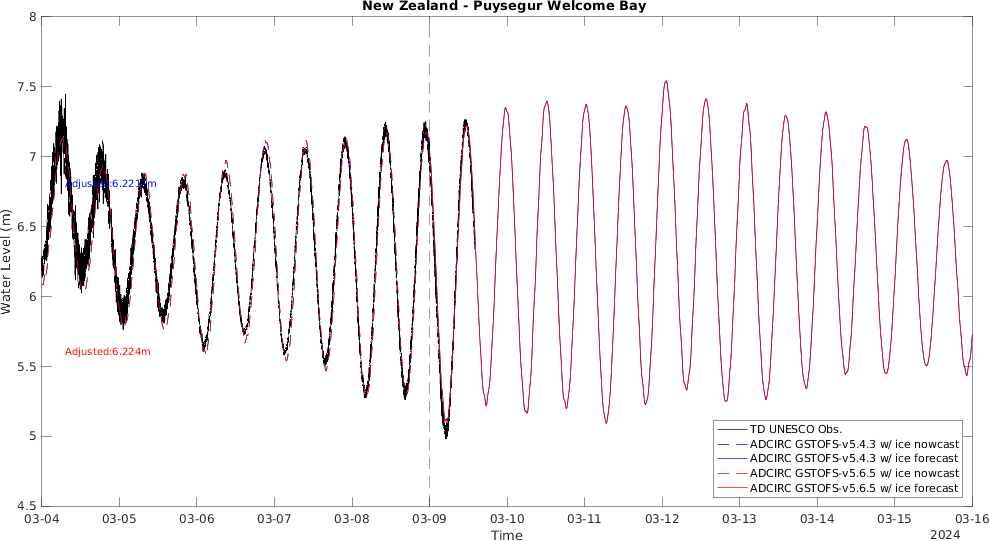 New Zealand - Puysegur Welcome Bay
8
7.5
7
6.5
6
5.5
5
4.5
Water Level (m)
Adjusted:6.224m
TD UNESCO Obs.
ADCIRC GSTOFS-v5.4.3 w/ ice nowcast
ADCIRC GSTOFS-v5.4.3 w/ ice forecast
ADCIRC GSTOFS-v5.6.5 w/ ice nowcast
ADCIRC GSTOFS-v5.6.5 w/ ice forecast
03-04 03-05 03-06 03-07 03-08 03-09 03-10 03-11 03-12 03-13 03-14 03-15 03-16
Time
2024